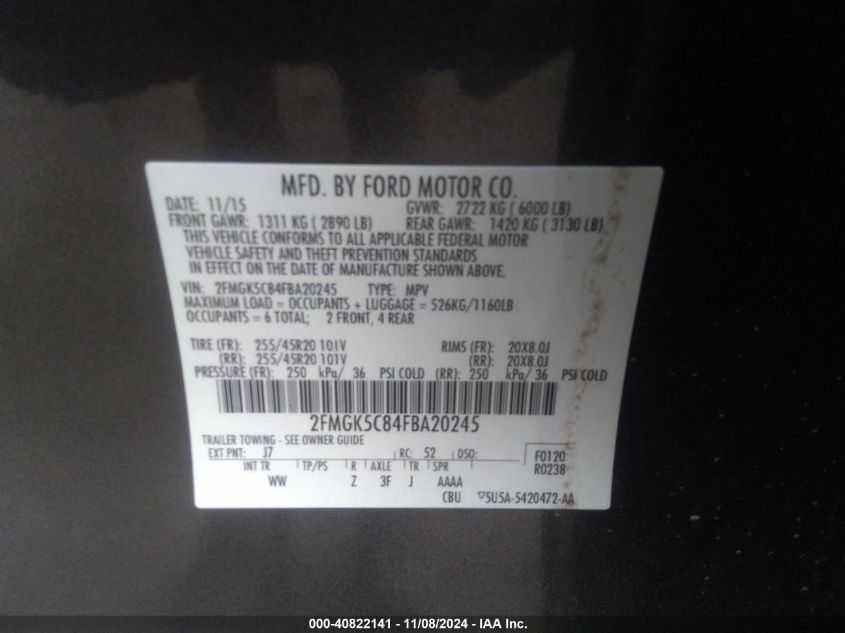 MFD. BY FORD MOTOR CO.
DATE: 11/15 GVWR: 2722 KG ( 6000 LB)
FRONT GAWR: 1311 KG ( 2890 LB) REAR GAWR: 1420 KG ( 3130 LB)
THIS VEHICLE CONFORMS TO ALL APPLICABLE FEDERAL MOTOR
VEHICLE SAFETY AND THEFT PREVENTION STANDARDS
IN EFFECT ON THE DATE OF MANUFACTURE SHOWN ABOVE.
VIN: 2FMGK5C84FBA20245 TYPE: MPV
MAXIMUM LOAD = OCCUPANTS + LUGGAGE = 526KG/1160LB
OCCUPANTS = 6 TOTAL; 2 FRONT, 4 REAR
TIRE (FR): 255/45R20 101V RIMS (FR): 20X8.0J
(RR): 255/45R20 101V (RR): 20X8.0J
PRESSURE (FR): 250 kPa/ 36 PSI COLD (RR): 250 kPa/ 36 PSI COLD
2FMGK5C84FBA20245
TRAILER TOWING - SEE OWNER GUIDE
EXT PNT: J7 RC: 52 DSO: F0120
INT TR TP/PS R AXLE TR SPR R0238
WW Z 3F J AAAA
CBU ▽5U5A-5420472-AA
000-40822141 - 11/08/2024 - IAA Inc.